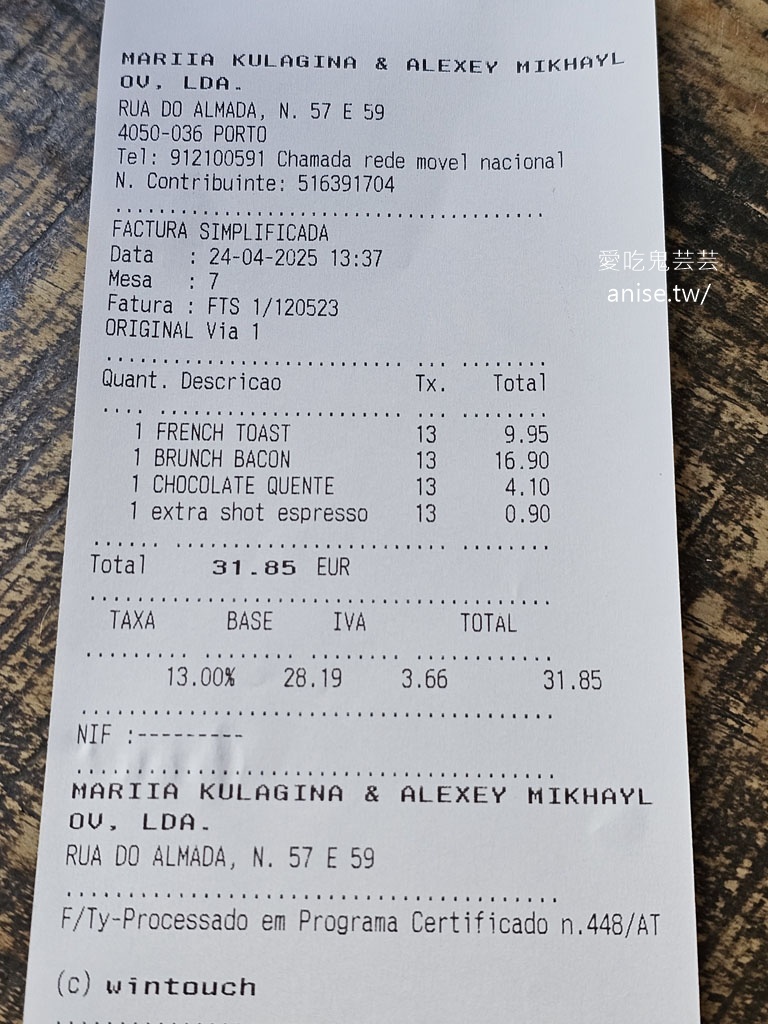 MARIIA KULAGINA & ALEXEY MIKHAYL
OV, LDA.
RUA DO ALMADA, N. 57 E 59
4050-036 PORTO
Tel: 912100591 Chamada rede movel nacional
N. Contribuinte: 516391704
FACTURA SIMPLIFICADA
Data : 24-04-2025 13:37
Mesa : 7
Fatura : FTS 1/120523
ORIGINAL Via 1
愛吃鬼芸芸
anise.tw/
Quant. Descricao Tx. Total
1 FRENCH TOAST 13 9.95
1 BRUNCH BACON 13 16.90
1 CHOCOLATE QUENTE 13 4.10
1 extra shot espresso 13 0.90
Total 31.85 EUR
TAXA BASE IVA TOTAL
13.00% 28.19 3.66 31.85
NIF :---------
MARIIA KULAGINA & ALEXEY MIKHAYL
OV, LDA.
RUA DO ALMADA, N. 57 E 59
F/Ty-Processado em Programa Certificado n.448/AT
(c) wintouch